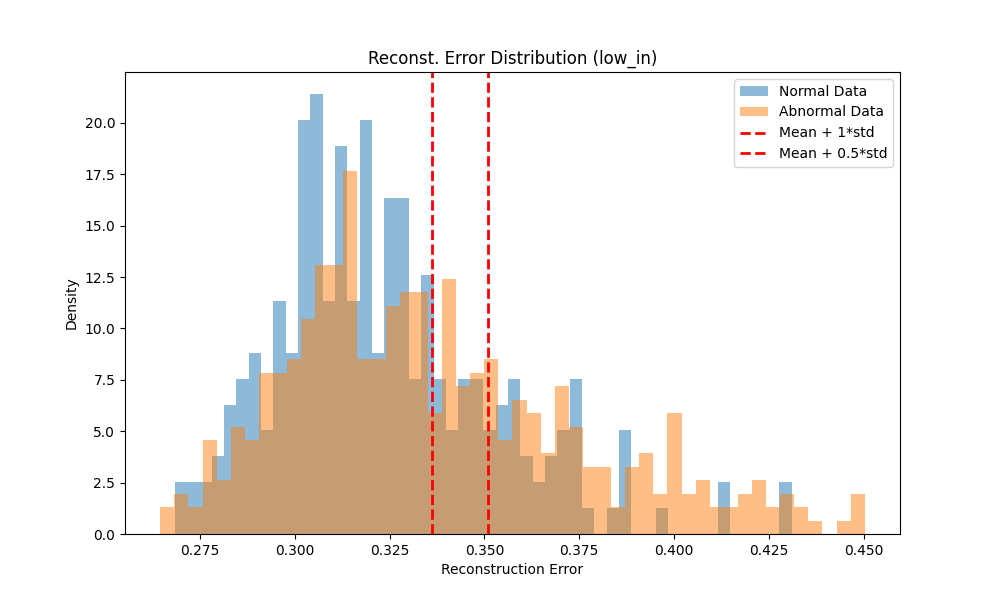 Reconst. Error Distribution (low_in)
Normal Data
Abnormal Data
Mean + 1*std
Mean + 0.5*std
Density
20.0
17.5
15.0
12.5
10.0
7.5
5.0
2.5
0.0
0.275 0.300 0.325 0.350 0.375 0.400 0.425 0.450
Reconstruction Error